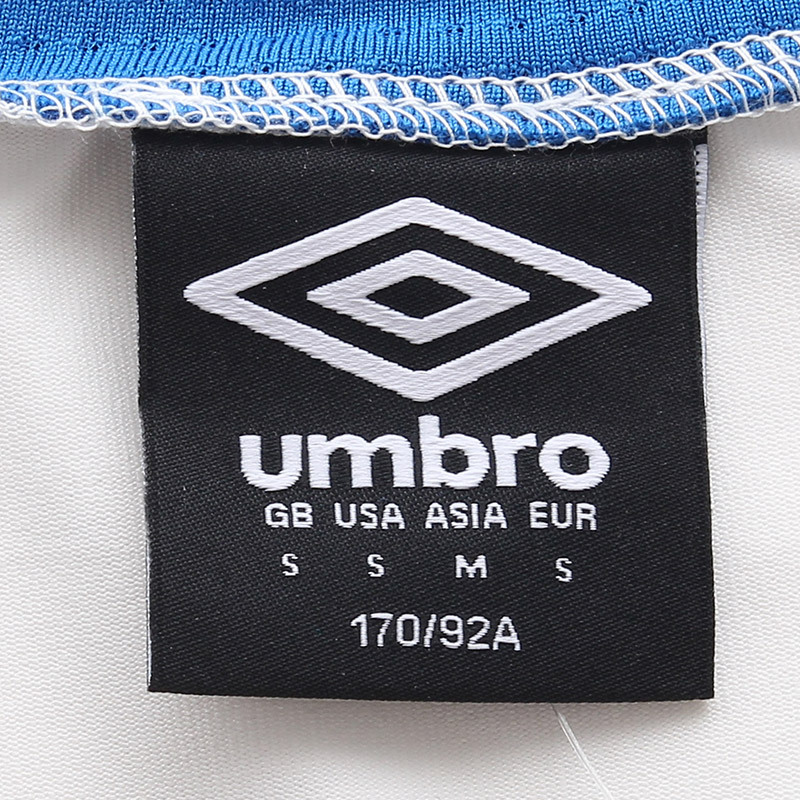 umbro
GB USA ASIA EUR
S S M S
170/92A